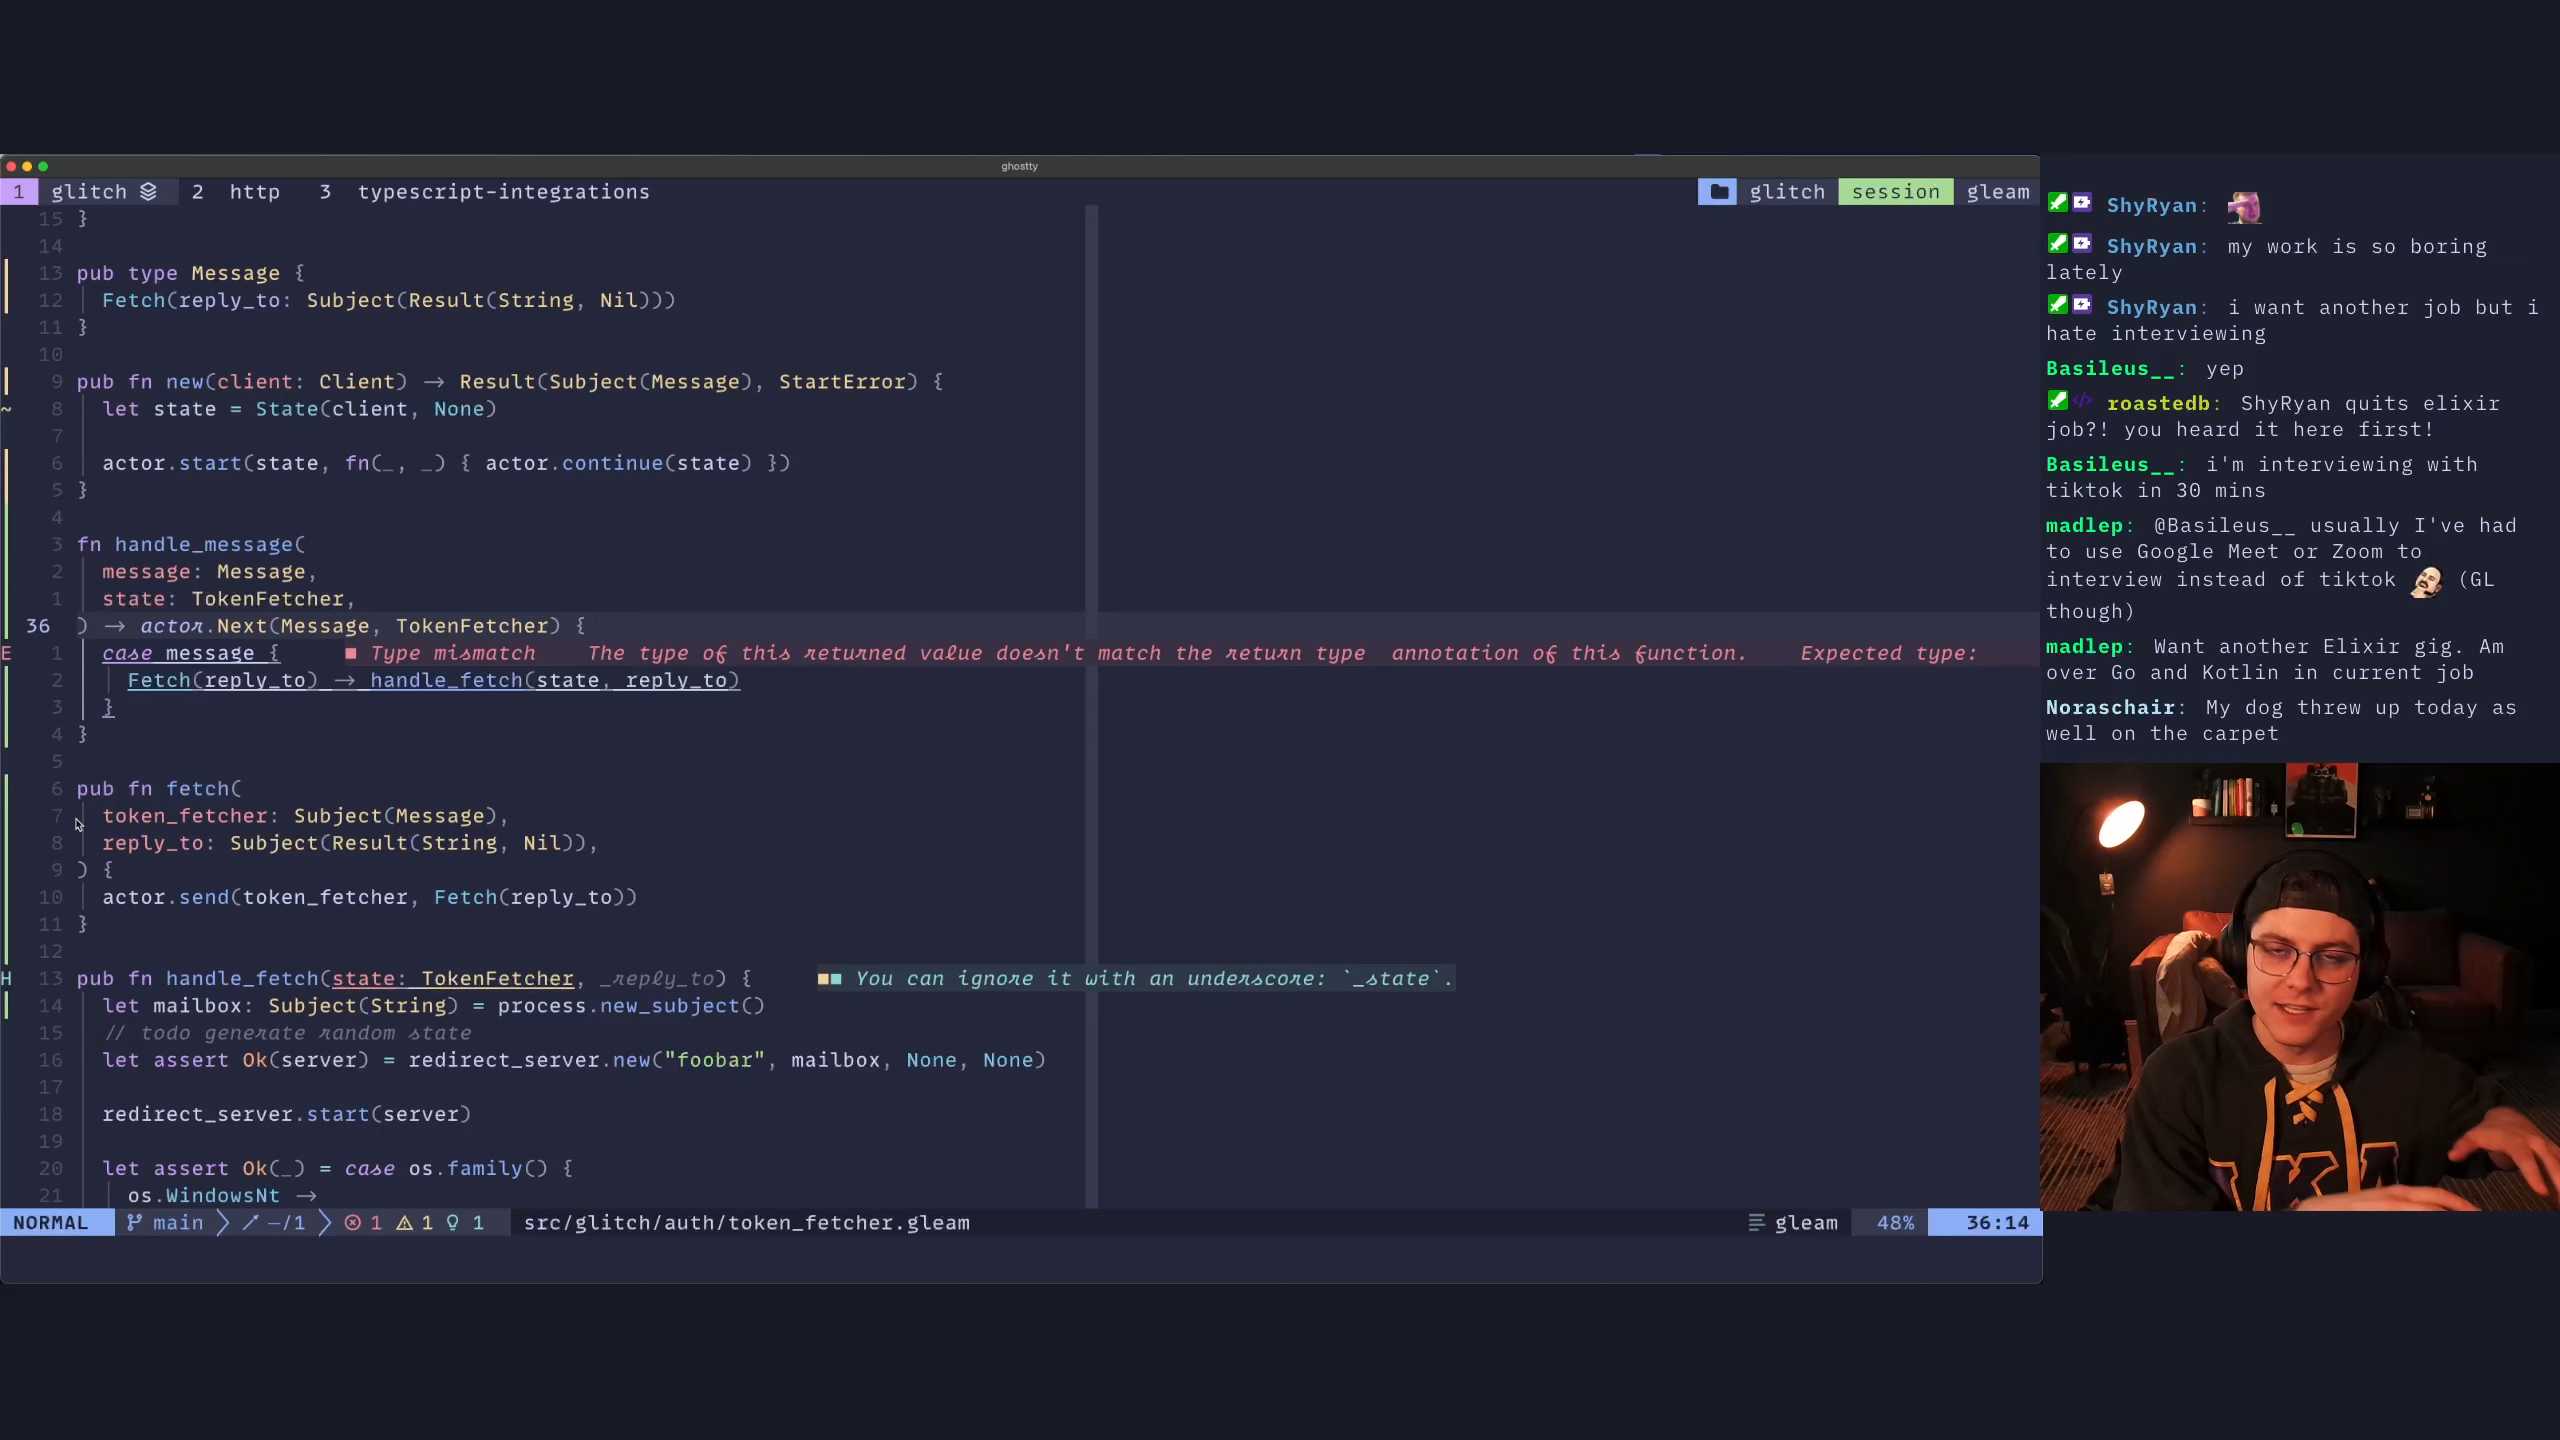 ghostty
1 glitch 2 http 3 typescript-integrations glitch session gleam
15 }
14
13 pub type Message {
12 Fetch(reply_to: Subject(Result(String, Nil)))
11 }
10
9 pub fn new(client: Client) -> Result(Subject(Message), StartError) {
~ 8 let state = State(client, None)
7
6 actor.start(state, fn(_, _) { actor.continue(state) })
5 }
4
3 fn handle_message(
2 message: Message,
1 state: TokenFetcher,
36 ) -> actor.Next(Message, TokenFetcher) {
E 1 case message { ■ Type mismatch The type of this returned value doesn't match the return type annotation of this function. Expected type:
2 Fetch(reply_to) -> handle_fetch(state, reply_to)
3 }
4 }
5
6 pub fn fetch(
7 token_fetcher: Subject(Message),
8 reply_to: Subject(Result(String, Nil)),
9 ) {
10 actor.send(token_fetcher, Fetch(reply_to))
11 }
12
H 13 pub fn handle_fetch(state: TokenFetcher, _reply_to) { ■■ You can ignore it with an underscore: `_state`.
14 let mailbox: Subject(String) = process.new_subject()
15 // todo generate random state
16 let assert Ok(server) = redirect_server.new("foobar", mailbox, None, None)
17
18 redirect_server.start(server)
19
20 let assert Ok(_) = case os.family() {
21 os.WindowsNt ->
NORMAL main -/1 1 1 1 src/glitch/auth/token_fetcher.gleam gleam 48% 36:14
ShyRyan:
ShyRyan: my work is so boring
lately
ShyRyan: i want another job but i
hate interviewing
Basileus__: yep
roastedb: ShyRyan quits elixir
job?! you heard it here first!
Basileus__: i'm interviewing with
tiktok in 30 mins
madlep: @Basileus__ usually I've had
to use Google Meet or Zoom to
interview instead of tiktok (GL
though)
madlep: Want another Elixir gig. Am
over Go and Kotlin in current job
Noraschair: My dog threw up today as
well on the carpet